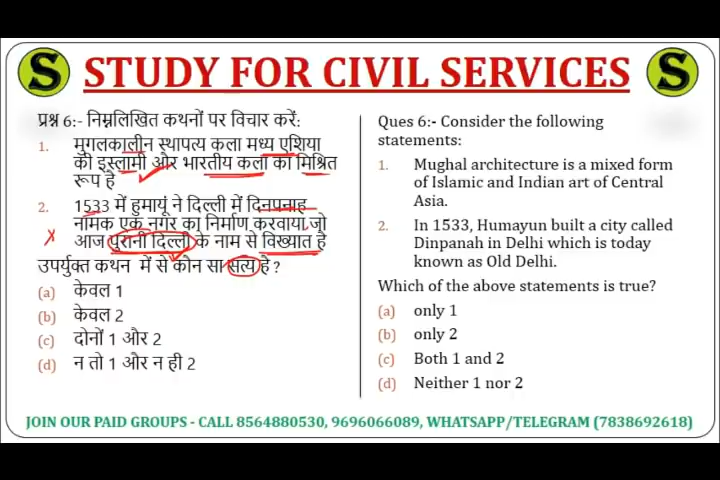 S
STUDY FOR CIVIL SERVICES
S
प्रश्न 6:- निम्नलिखित कथनों पर विचार करें:
1. मुगलकालीन स्थापत्य कला मध्य एशिया
की इस्लामी और भारतीय कला का मिश्रित
रूप है
2. 1533 में हुमायूं ने दिल्ली में दिनपनाह
नामक एक नगर का निर्माण करवाया,जो
आज पुरानी दिल्ली के नाम से विख्यात है
उपर्युक्त कथन में से कौन सा सत्य है ?
(a) केवल 1
(b) केवल 2
(c) दोनों 1 और 2
(d) न तो 1 और न ही 2
Ques 6:- Consider the following
statements:
1. Mughal architecture is a mixed form
of Islamic and Indian art of Central
Asia.
2. In 1533, Humayun built a city called
Dinpanah in Delhi which is today
known as Old Delhi.
Which of the above statements is true?
(a) only 1
(b) only 2
(c) Both 1 and 2
(d) Neither 1 nor 2
JOIN OUR PAID GROUPS - CALL 8564880530, 9696066089, WHATSAPP/TELEGRAM (7838692618)